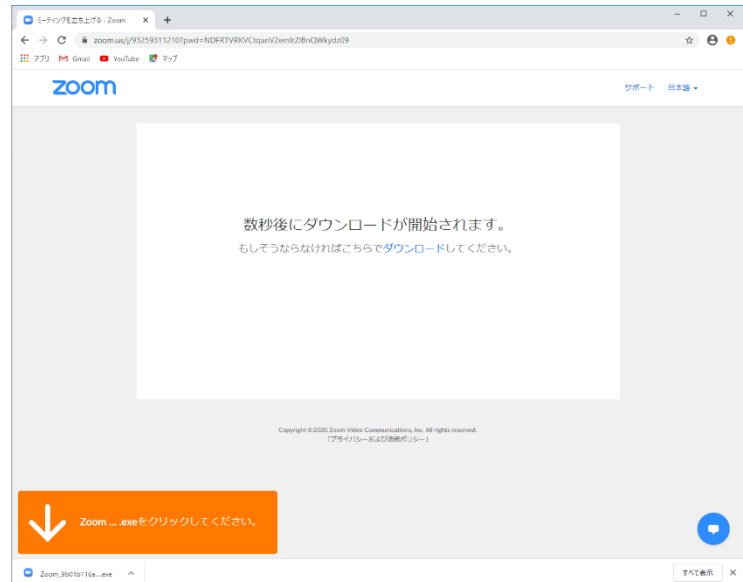 ミーティングを立ち上げる - Zoom
zoom.us/j/93259311210?pwd=NDFRTVRKVCtqanV2emlrZlBnQWkydz09
アプリ Gmail YouTube マップ
zoom
サポート 日本語
数秒後にダウンロードが開始されます。
もしそうならなければこちらでダウンロードしてください。
Copyright ©2020 Zoom Video Communications, Inc. All rights reserved.
「プライバシーおよび法務ポリシー」
Zoom ... .exeをクリックしてください。
Zoom_9b01b116a...exe
すべて表示